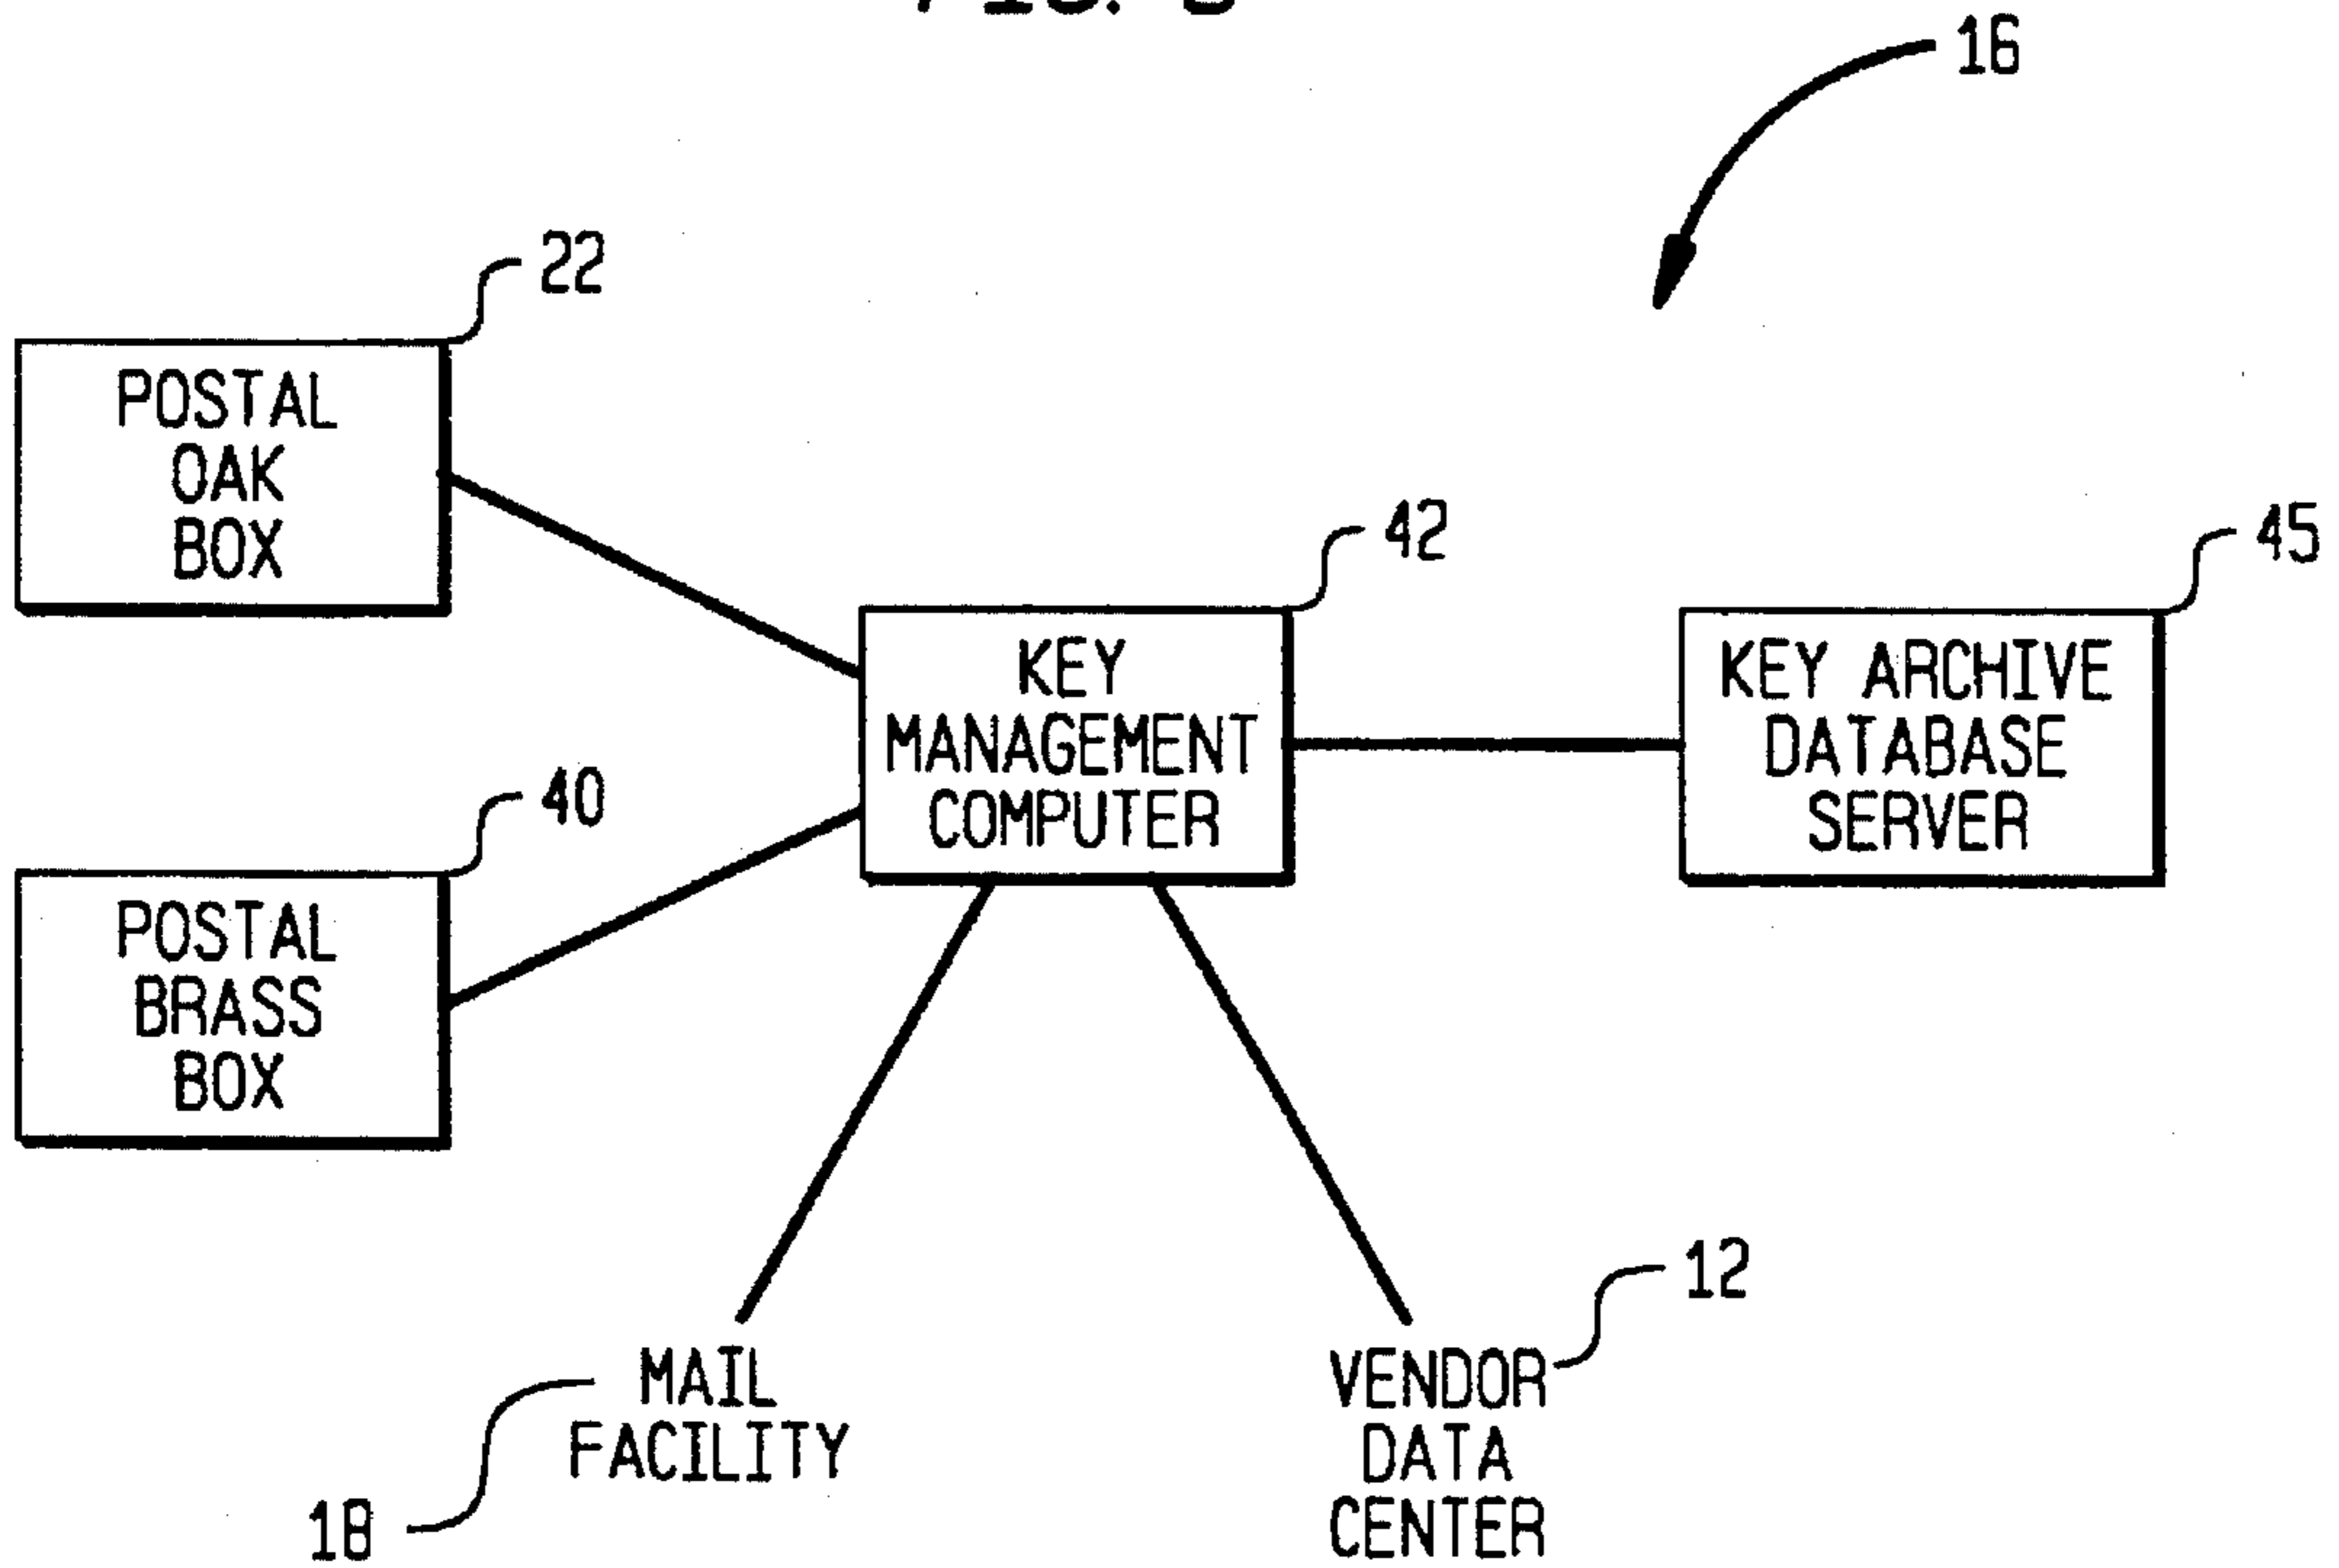 16
22
POSTAL
OAK
BOX
42
KEY
MANAGEMENT
COMPUTER
45
KEY ARCHIVE
DATABASE
SERVER
40
POSTAL
BRASS
BOX
12
MAIL
FACILITY
18
VENDOR
DATA
CENTER